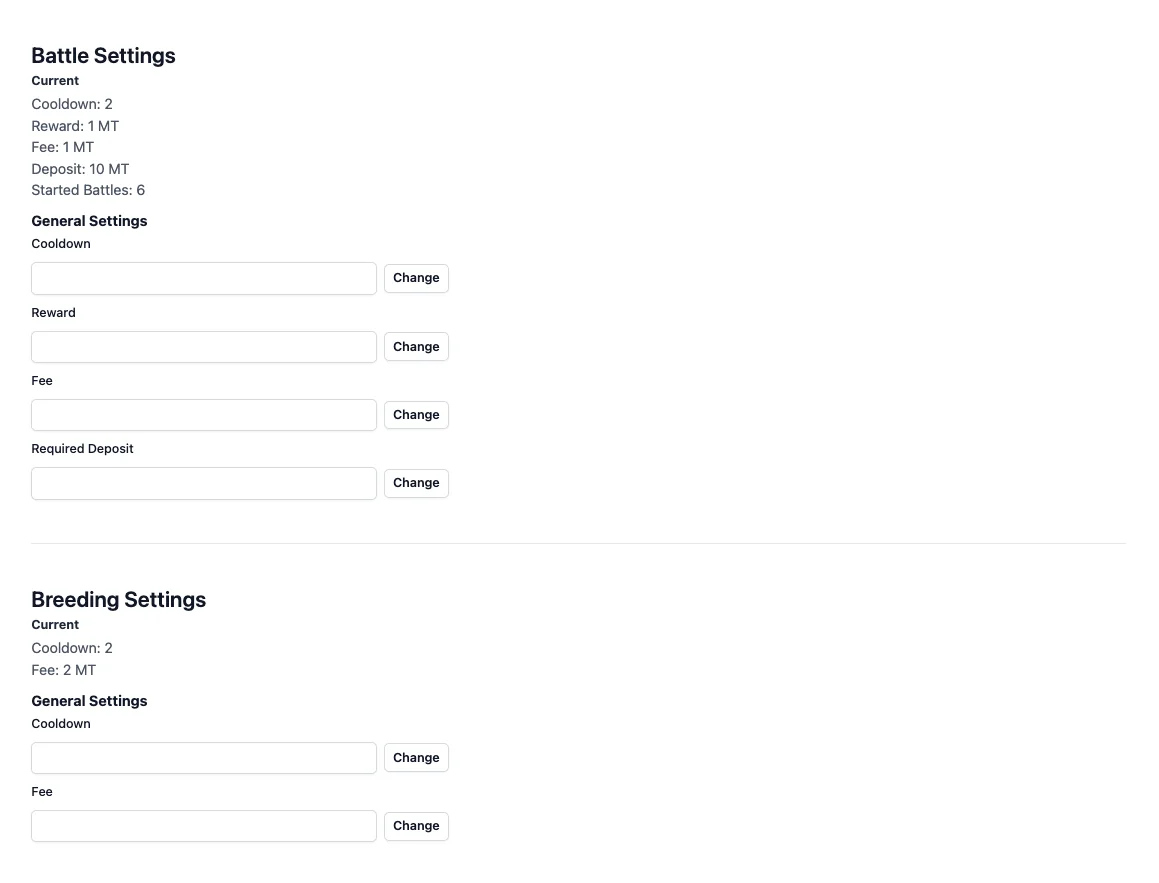 Battle Settings
Current
Cooldown: 2
Reward: 1 MT
Fee: 1 MT
Deposit: 10 MT
Started Battles: 6
General Settings
Cooldown
Change
Reward
Change
Fee
Change
Required Deposit
Change
Breeding Settings
Current
Cooldown: 2
Fee: 2 MT
General Settings
Cooldown
Change
Fee
Change